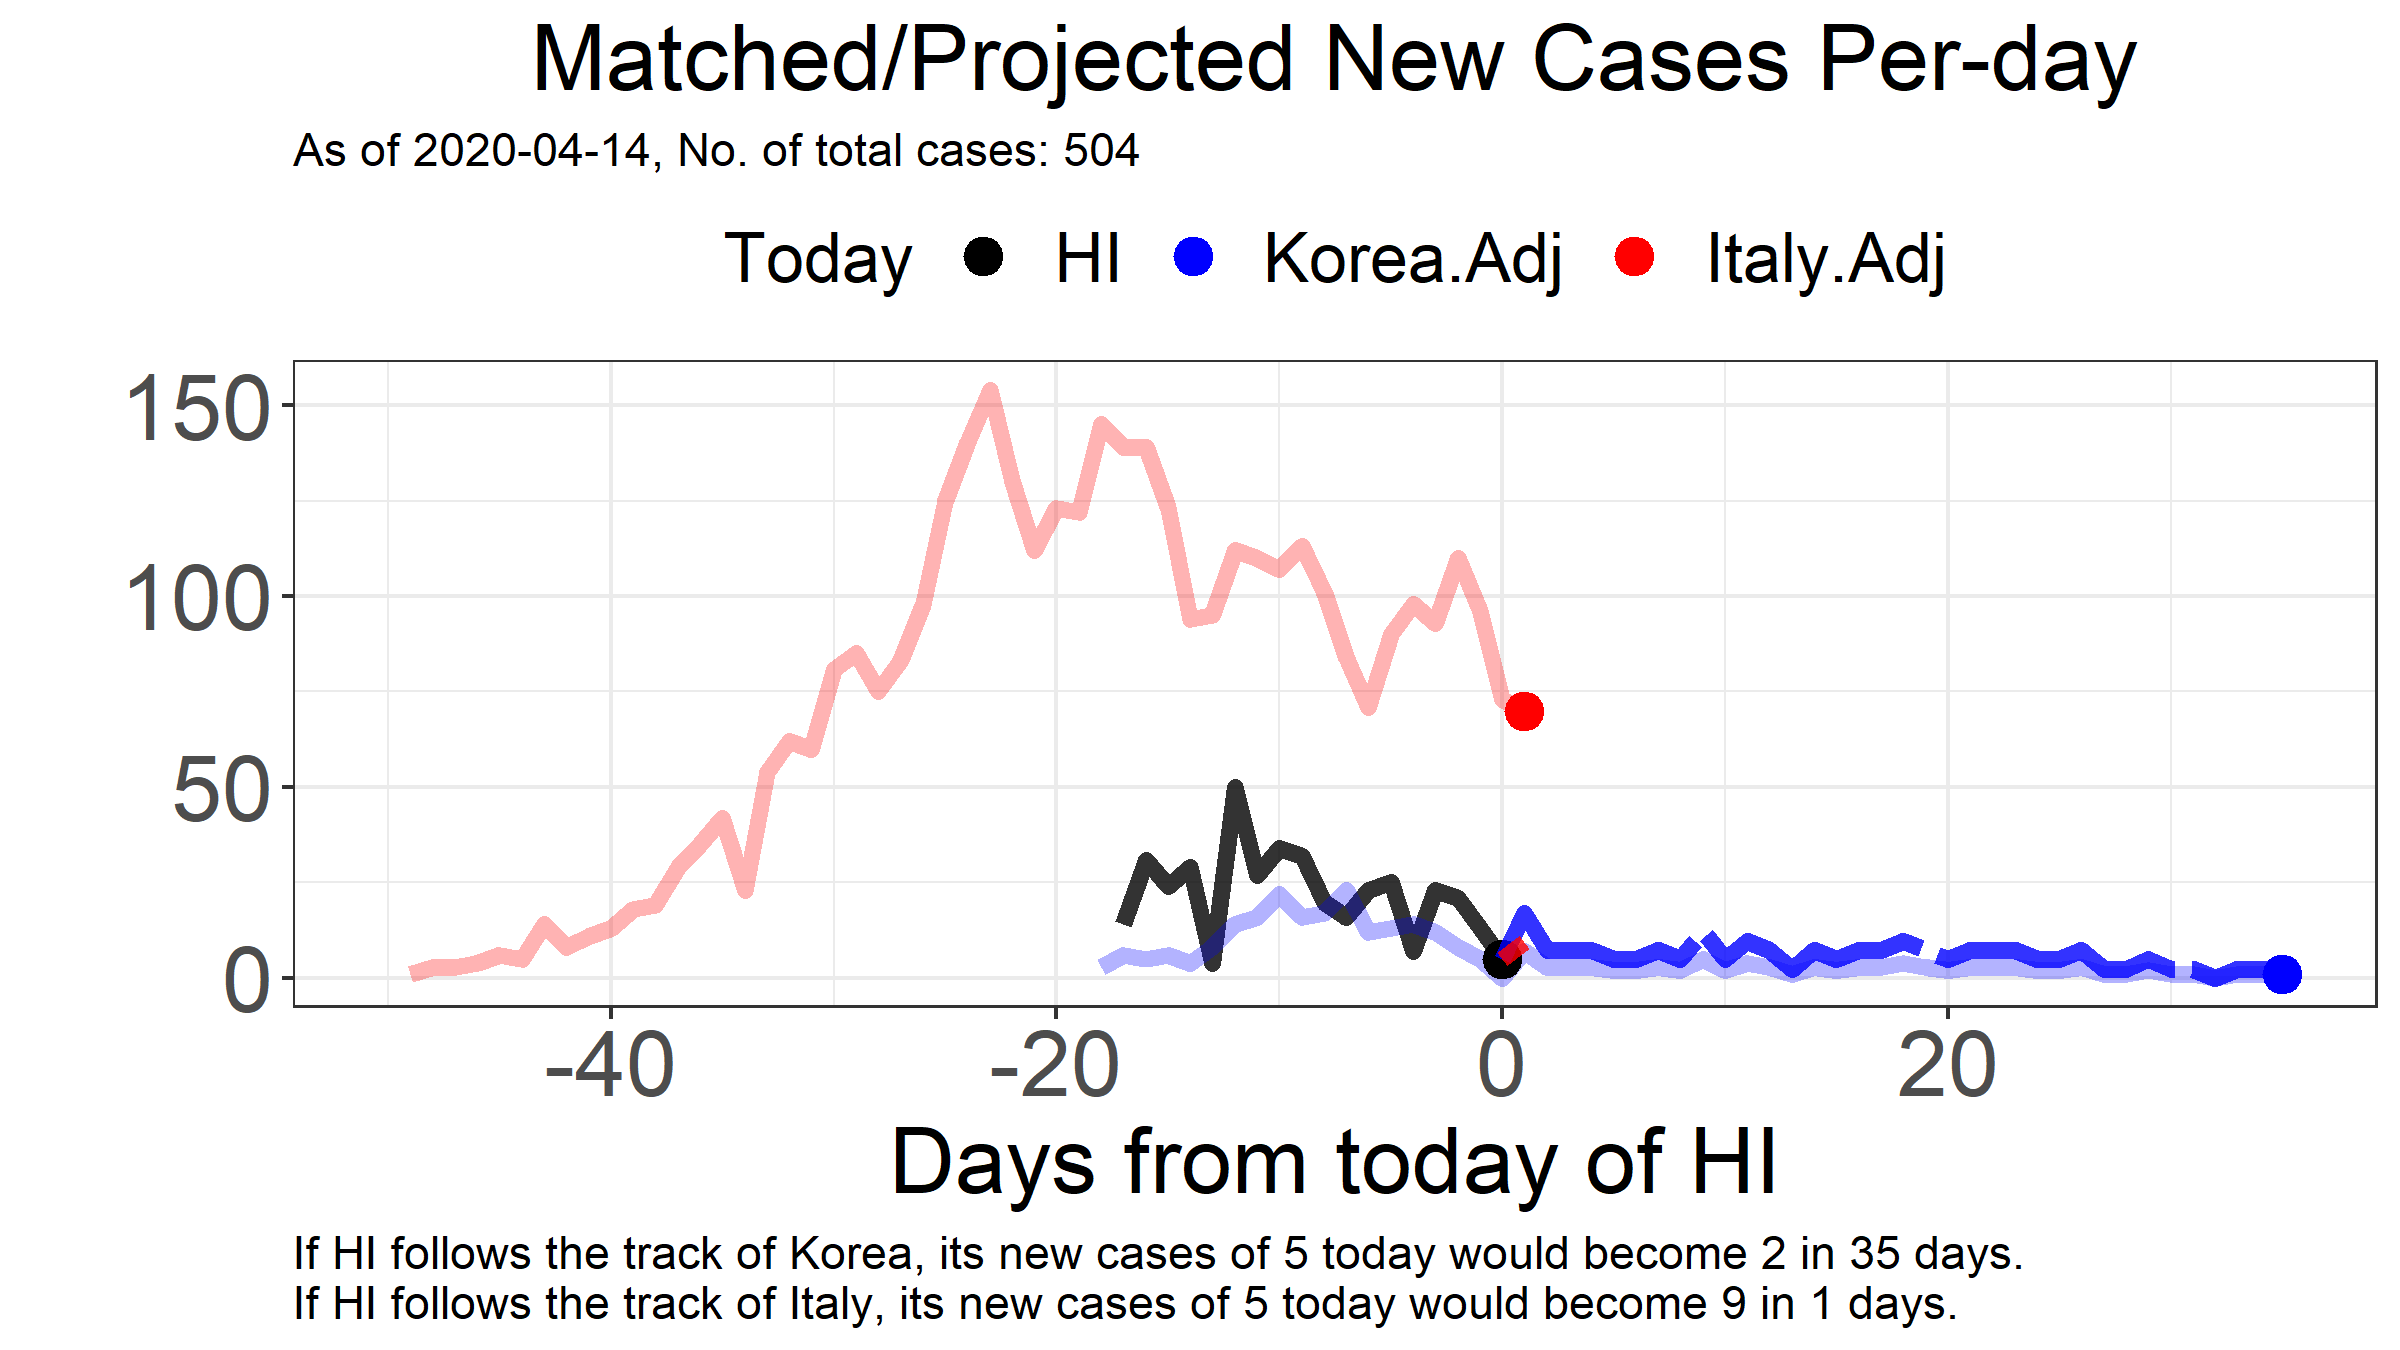 Matched/Projected New Cases Per-day
As of 2020-04-14, No. of total cases: 504
Today HI Korea.Adj Italy.Adj
150
100
50
0
-40 -20 0 20
Days from today of HI
If HI follows the track of Korea, its new cases of 5 today would become 2 in 35 days.
If HI follows the track of Italy, its new cases of 5 today would become 9 in 1 days.